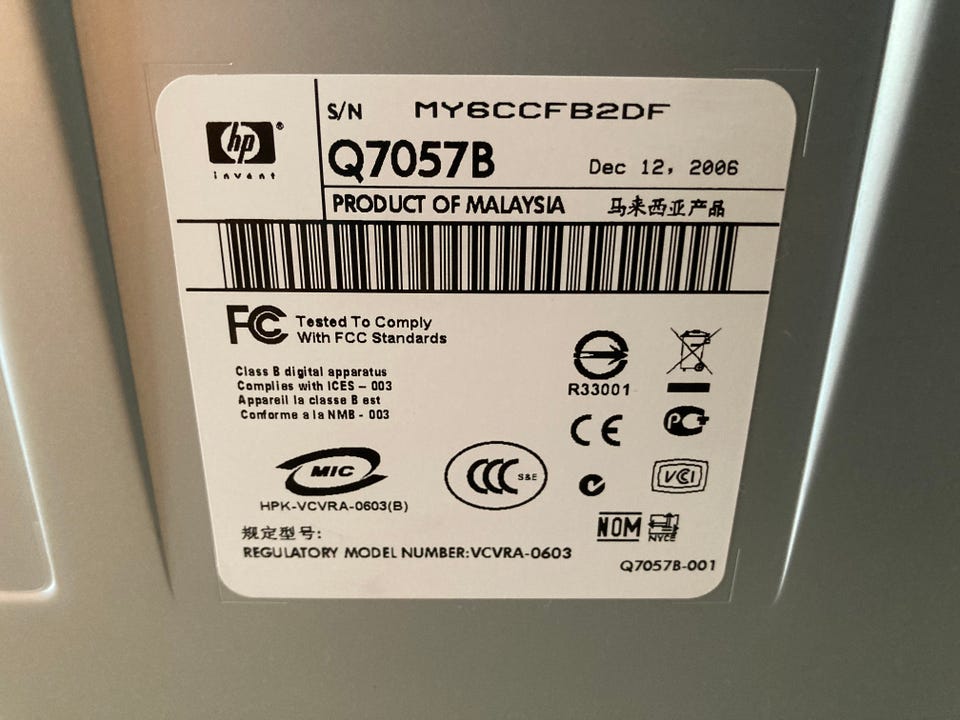 S/N MY6CCFB2DF
hp®
invent
Q7057B Dec 12, 2006
PRODUCT OF MALAYSIA 马来西亚产品
FC Tested To Comply
With FCC Standards
Class B digital apparatus
Complies with ICES – 003
Appareil la classe B est
Conforme a la NMB - 003
R33001
CE
PC
MIC
CCC S&E
VCI
HPK-VCVRA-0603(B)
NOM NYCE
规定型号:
REGULATORY MODEL NUMBER:VCVRA-0603
Q7057B-001